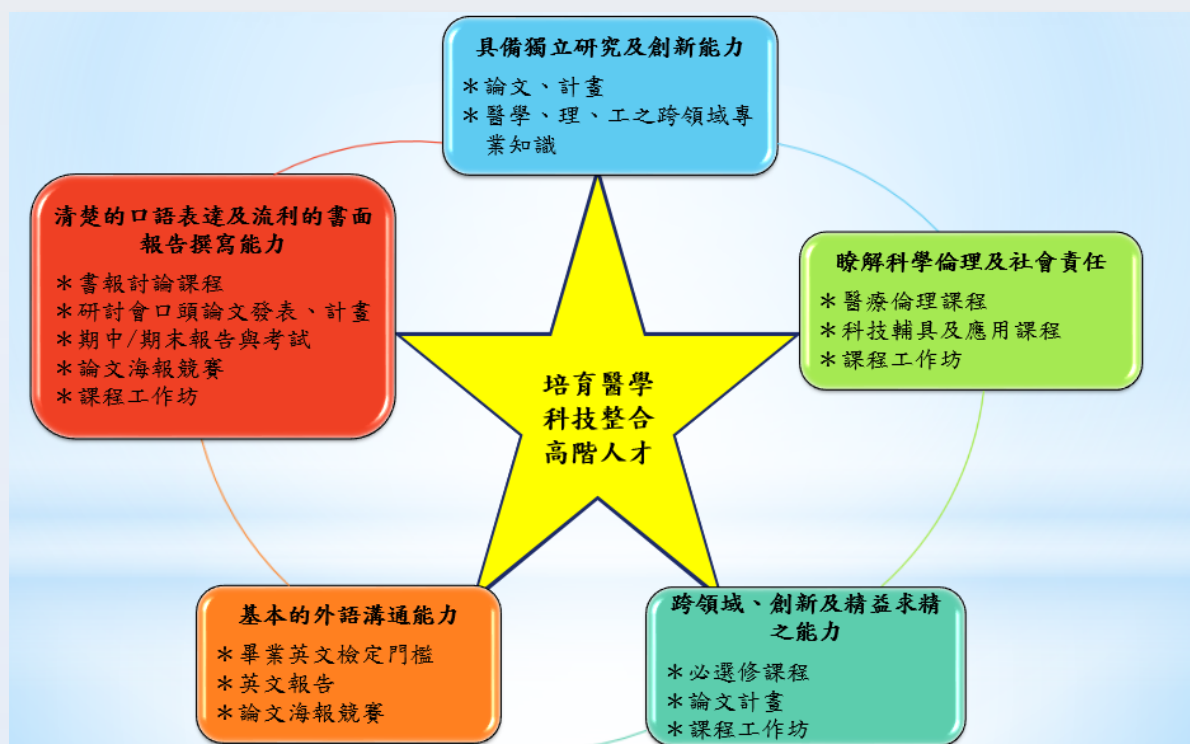 具備獨立研究及創新能力
＊論文、計畫
＊醫學、理、工之跨領域專
業知識
清楚的口語表達及流利的書面
報告撰寫能力
＊書報討論課程
＊研討會口頭論文發表、計畫
＊期中/期末報告與考試
＊論文海報競賽
＊課程工作坊
瞭解科學倫理及社會責任
＊醫療倫理課程
＊科技輔具及應用課程
＊課程工作坊
培育醫學
科技整合
高階人才
基本的外語溝通能力
＊畢業英文檢定門檻
＊英文報告
＊論文海報競賽
跨領域、創新及精益求精
之能力
＊必選修課程
＊論文計畫
＊課程工作坊